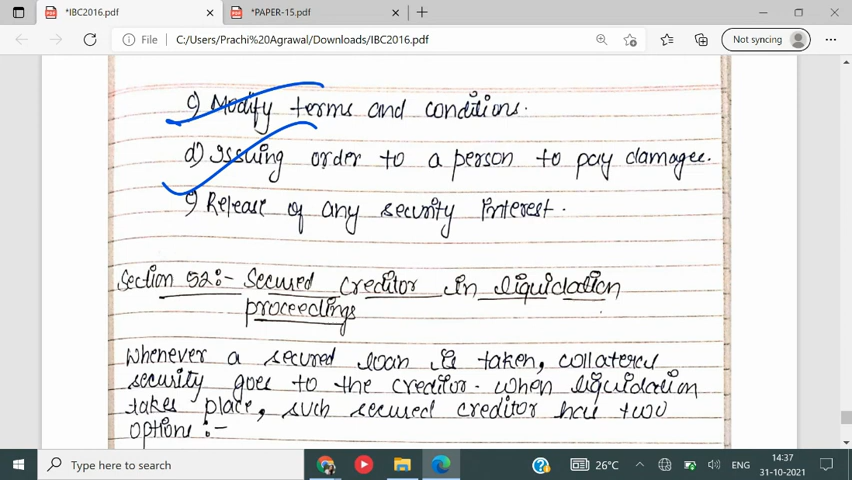 *IBC2016.pdf
*PAPER-15.pdf
File
C:/Users/Prachi%20Agrawal/Downloads/IBC2016.pdf
Not syncing
c) Modify terms and conditions.
d) Issuing order to a person to pay damages.
e) Release of any security interest.
Section 52:- Secured creditor in liquidation
proceedings
Whenever a secured loan is taken, collateral
security goes to the creditor. When liquidation
takes place, such secured creditor has two
options :-
Type here to search
26°C
ENG
14:37
31-10-2021